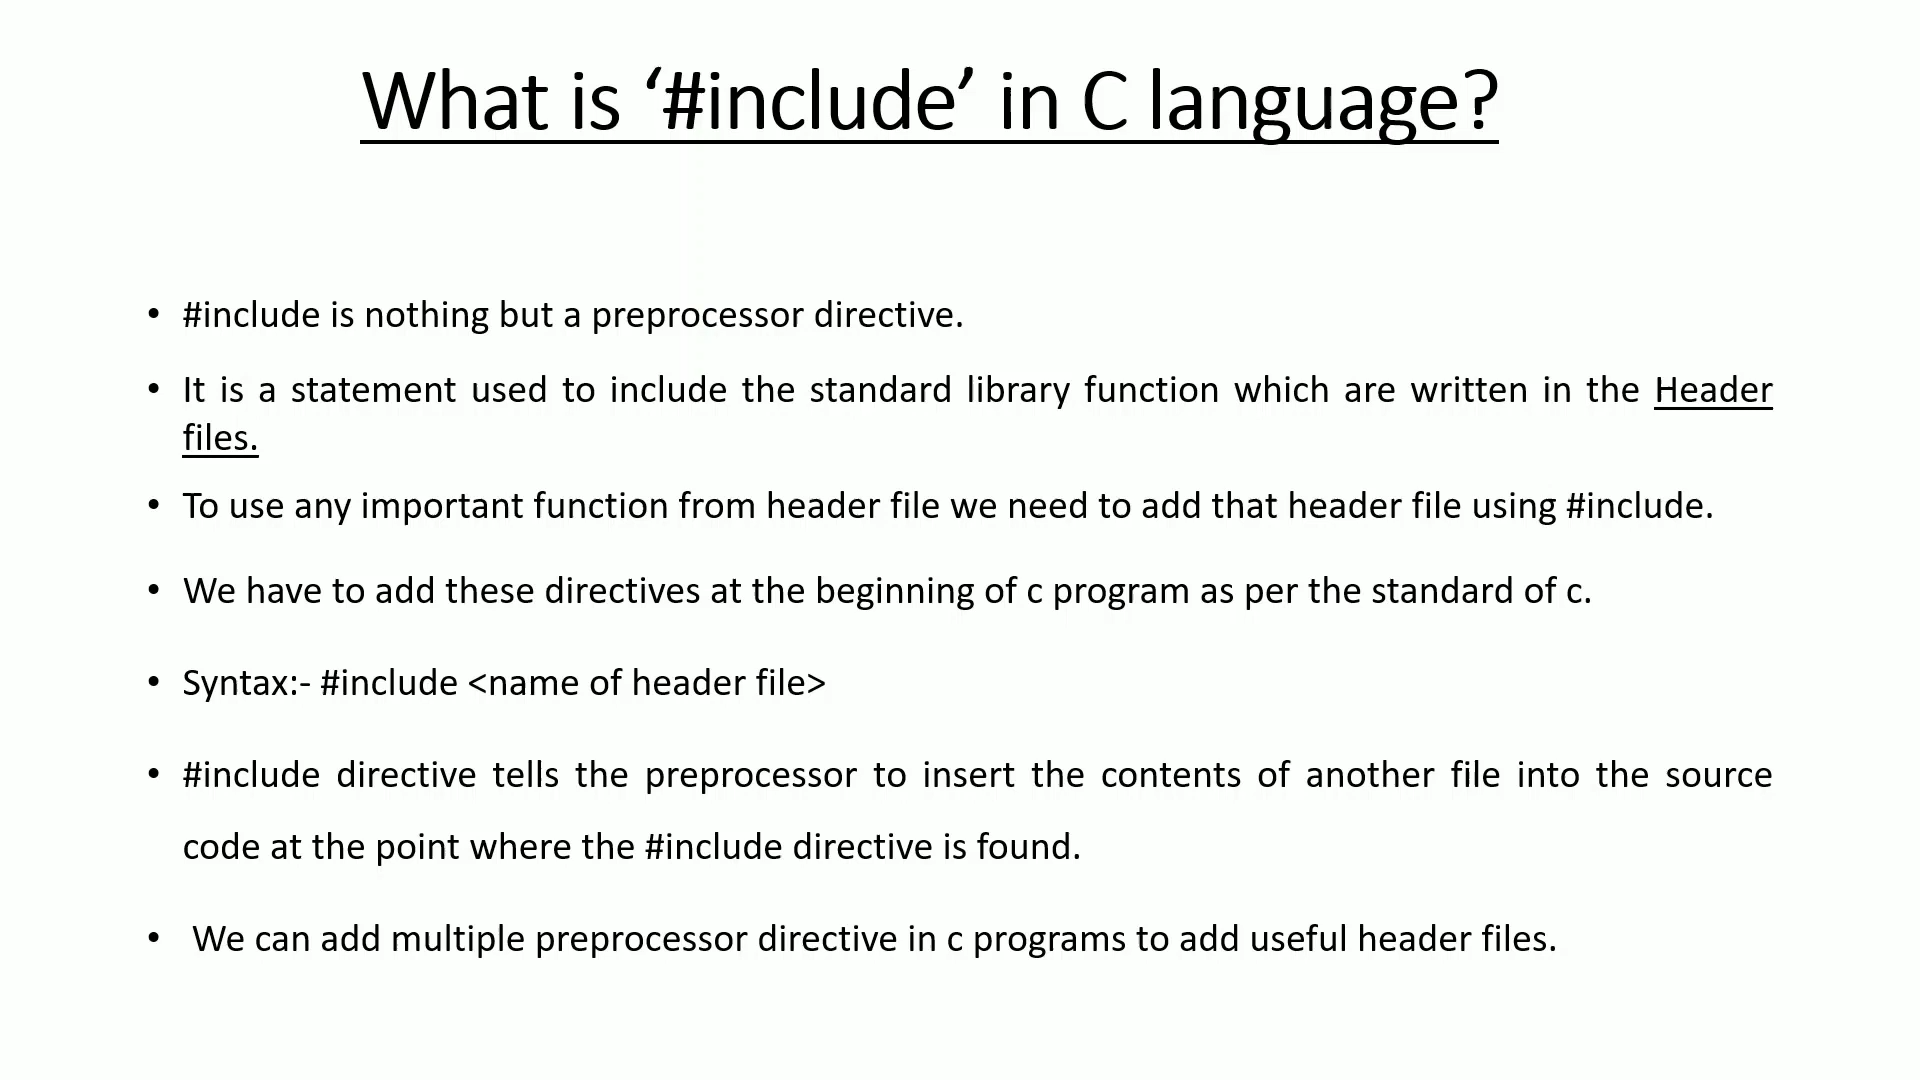 What is ‘#include’ in C language?
• #include is nothing but a preprocessor directive.
• It is a statement used to include the standard library function which are written in the Header
files.
• To use any important function from header file we need to add that header file using #include.
• We have to add these directives at the beginning of c program as per the standard of c.
• Syntax:- #include <name of header file>
• #include directive tells the preprocessor to insert the contents of another file into the source
code at the point where the #include directive is found.
• We can add multiple preprocessor directive in c programs to add useful header files.